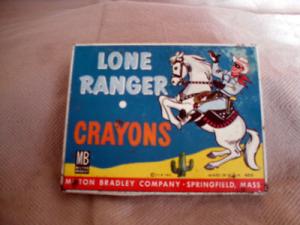 LONE
RANGER
CRAYONS
MB
MILTON BRADLEY COMPANY • SPRINGFIELD, MASS